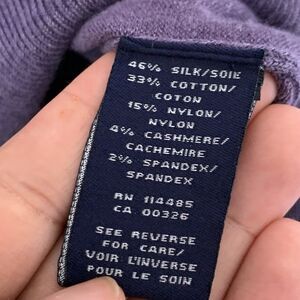 46% SILK/SOIE
33% COTTON/
COTON
15% NYLON/
NYLON
4% CASHMERE/
CACHEMIRE
2% SPANDEX/
SPANDEX
RN 114485
CA 00326
SEE REVERSE
FOR CARE/
VOIR L'INVERSE
POUR LE SOIN